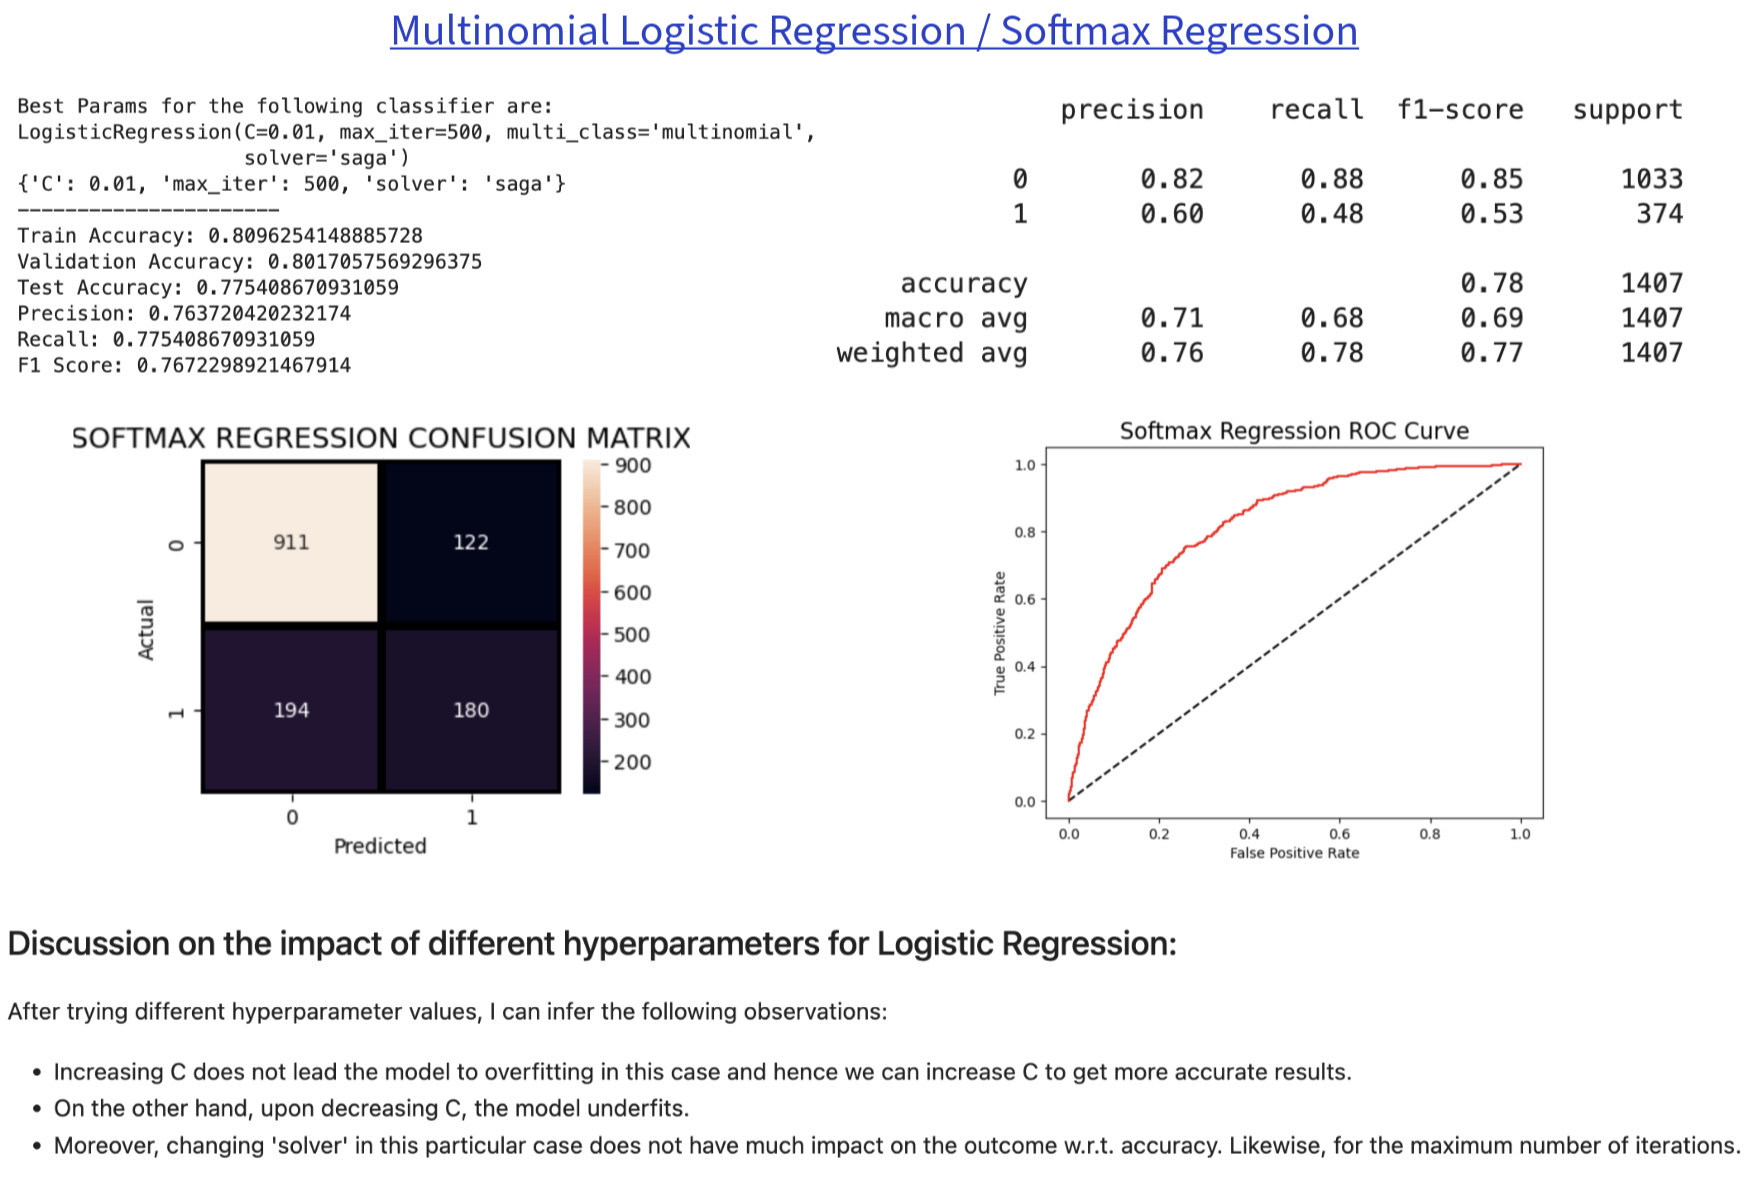 Multinomial Logistic Regression / Softmax Regression
Best Params for the following classifier are:
LogisticRegression(C=0.01, max_iter=500, multi_class='multinomial',
solver='saga')
{'C': 0.01, 'max_iter': 500, 'solver': 'saga'}
----------------------
Train Accuracy: 0.8096254148885728
Validation Accuracy: 0.8017057569296375
Test Accuracy: 0.775408670931059
Precision: 0.763720420232174
Recall: 0.775408670931059
F1 Score: 0.7672298921467914
precision recall f1-score support
0 0.82 0.88 0.85 1033
1 0.60 0.48 0.53 374
accuracy 0.78 1407
macro avg 0.71 0.68 0.69 1407
weighted avg 0.76 0.78 0.77 1407
SOFTMAX REGRESSION CONFUSION MATRIX
900
800
700
600
500
400
300
200
0
911 122
Actual
1
194 180
0 1
Predicted
Softmax Regression ROC Curve
1.0
0.8
0.6
0.4
0.2
0.0
True Positive Rate
0.0 0.2 0.4 0.6 0.8 1.0
False Positive Rate
Discussion on the impact of different hyperparameters for Logistic Regression:
After trying different hyperparameter values, I can infer the following observations:
• Increasing C does not lead the model to overfitting in this case and hence we can increase C to get more accurate results.
• On the other hand, upon decreasing C, the model underfits.
• Moreover, changing 'solver' in this particular case does not have much impact on the outcome w.r.t. accuracy. Likewise, for the maximum number of iterations.